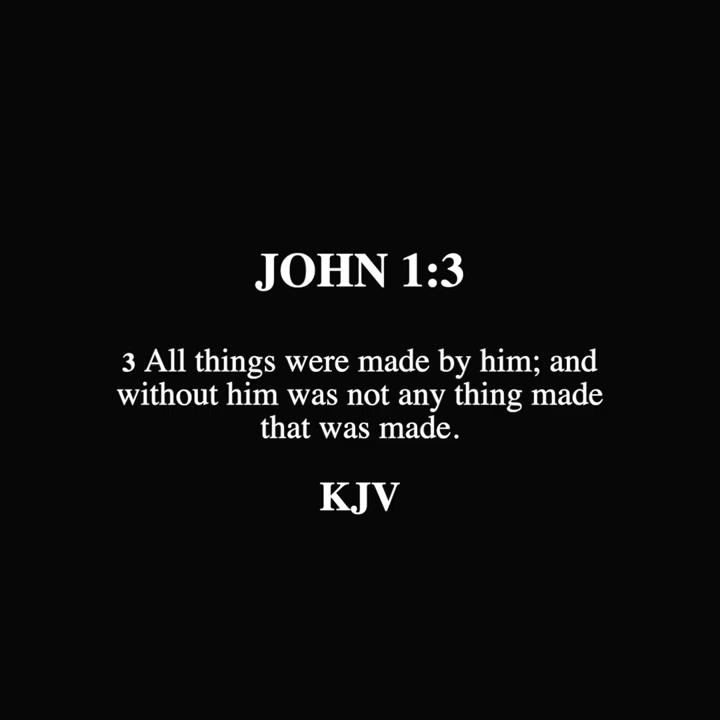 JOHN 1:3
3 All things were made by him; and
without him was not any thing made
that was made.
KJV